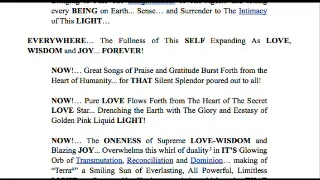 every BEING on Earth... Sense... and Surrender to The Intimacy
of This LIGHT...
EVERYWHERE... The Fullness of This SELF Expanding As LOVE,
WISDOM and JOY... FOREVER!
NOW!... Great Songs of Praise and Gratitude Burst Forth from the
Heart of Humanity... for THAT Silent Splendor poured out to all!
NOW!... Pure LOVE Flows Forth from The Heart of The Secret
LOVE Star... Drenching the Earth with The Glory and Ecstasy of
Golden Pink Liquid LIGHT!
NOW!... The ONENESS of Supreme LOVE-WISDOM and
Blazing JOY... Overwhelms this whirl of duality³ in IT'S Glowing
Orb of Transmutation, Reconciliation and Dominion... making of
"Terra⁴" a Smiling Sun of Everlasting, All Powerful, Limitless